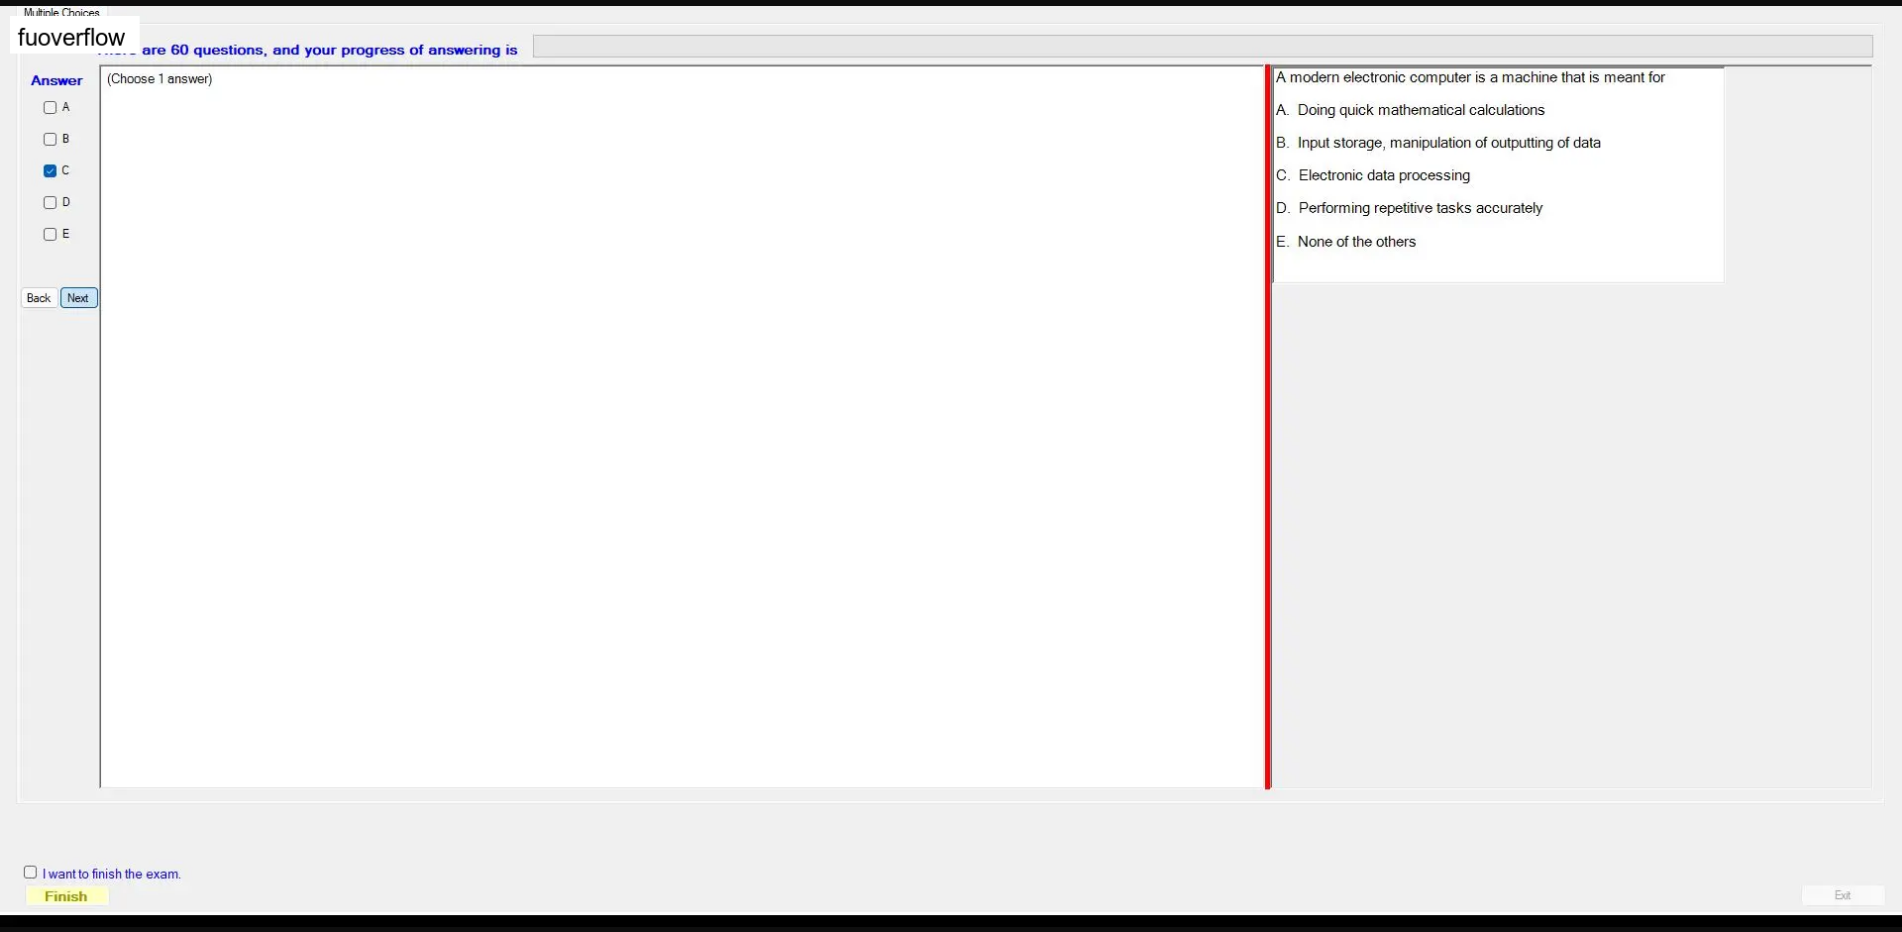 Multiple Choices
fuoverflow
are 60 questions, and your progress of answering is
Answer
(Choose 1 answer)
A
B
C
D
E
Back Next
A modern electronic computer is a machine that is meant for
A. Doing quick mathematical calculations
B. Input storage, manipulation of outputting of data
C. Electronic data processing
D. Performing repetitive tasks accurately
E. None of the others
I want to finish the exam.
Finish
Exit